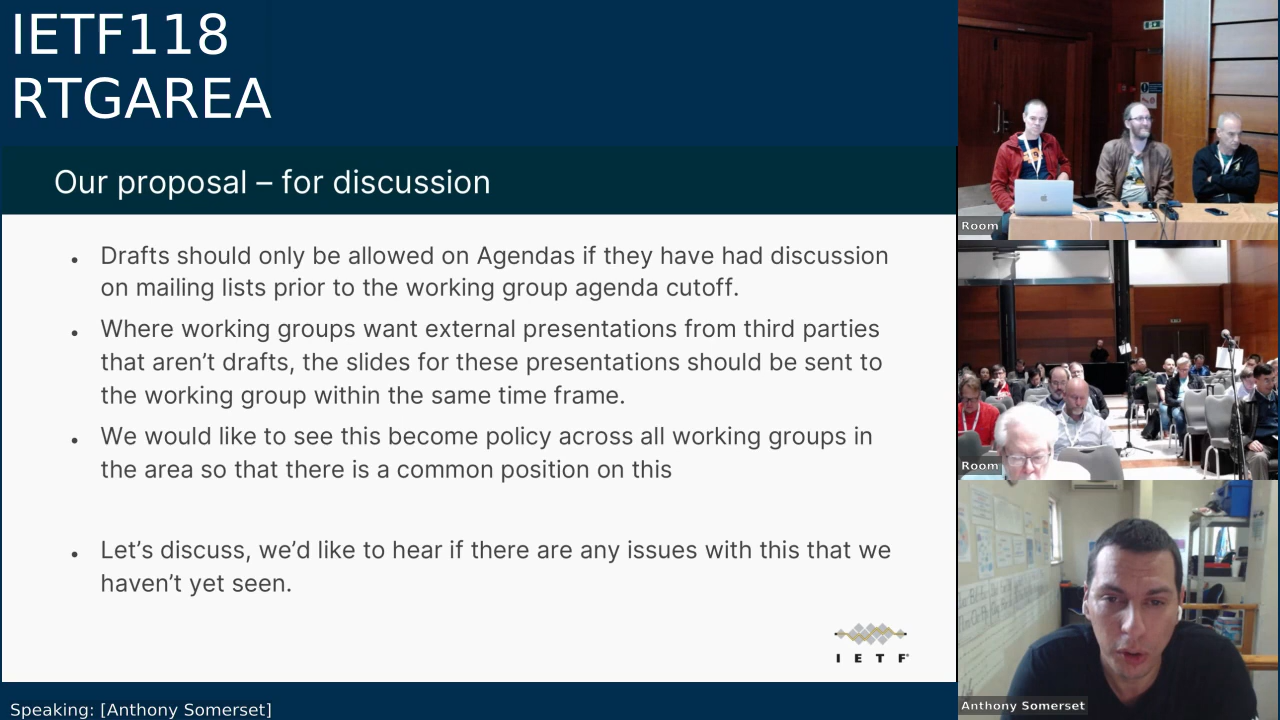 IETF118
RTGAREA
Our proposal – for discussion
• Drafts should only be allowed on Agendas if they have had discussion
on mailing lists prior to the working group agenda cutoff.
• Where working groups want external presentations from third parties
that aren’t drafts, the slides for these presentations should be sent to
the working group within the same time frame.
• We would like to see this become policy across all working groups in
the area so that there is a common position on this
• Let’s discuss, we’d like to hear if there are any issues with this that we
haven’t yet seen.
I E T F®
Speaking: [Anthony Somerset]
Room
Room
Anthony Somerset